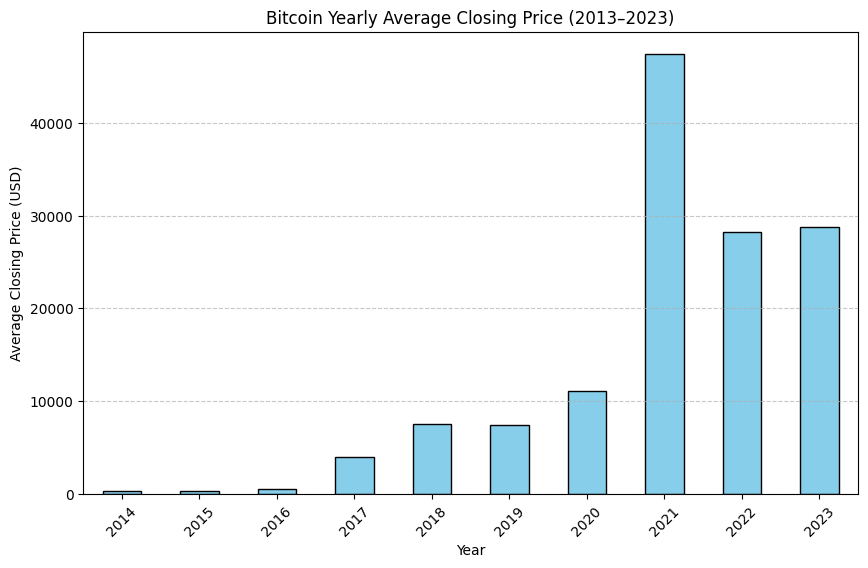 Bitcoin Yearly Average Closing Price (2013–2023)
Average Closing Price (USD)
40000
30000
20000
10000
0
2014 2015 2016 2017 2018 2019 2020 2021 2022 2023
Year